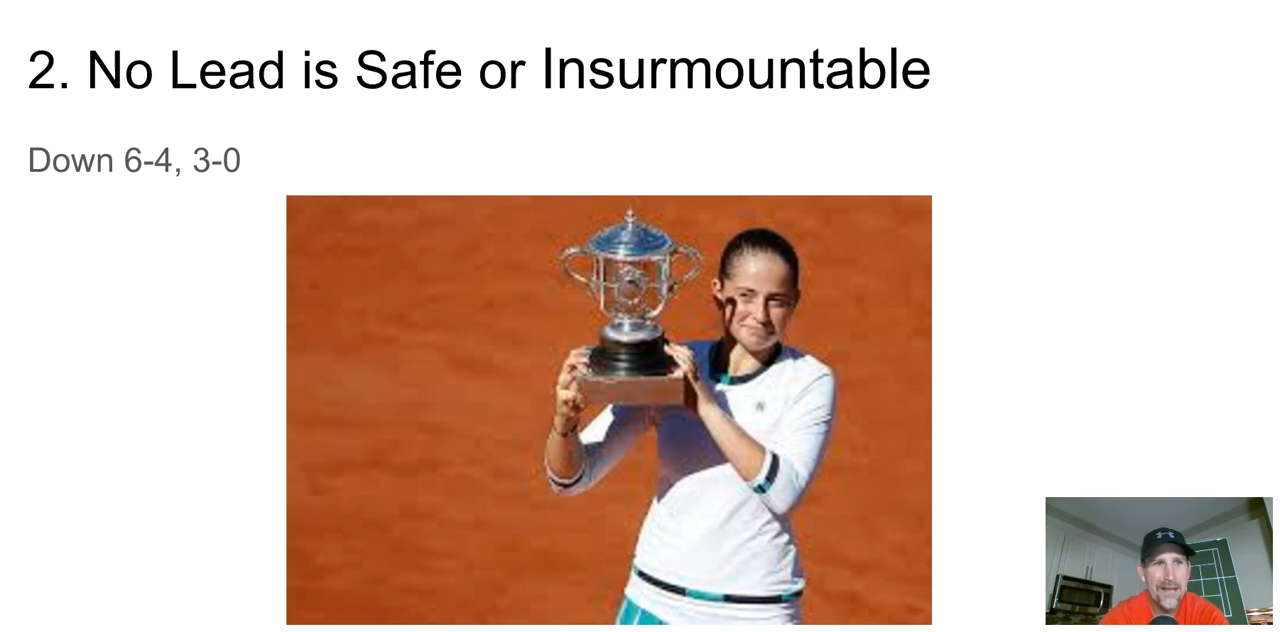 2. No Lead is Safe or Insurmountable
Down 6-4, 3-0